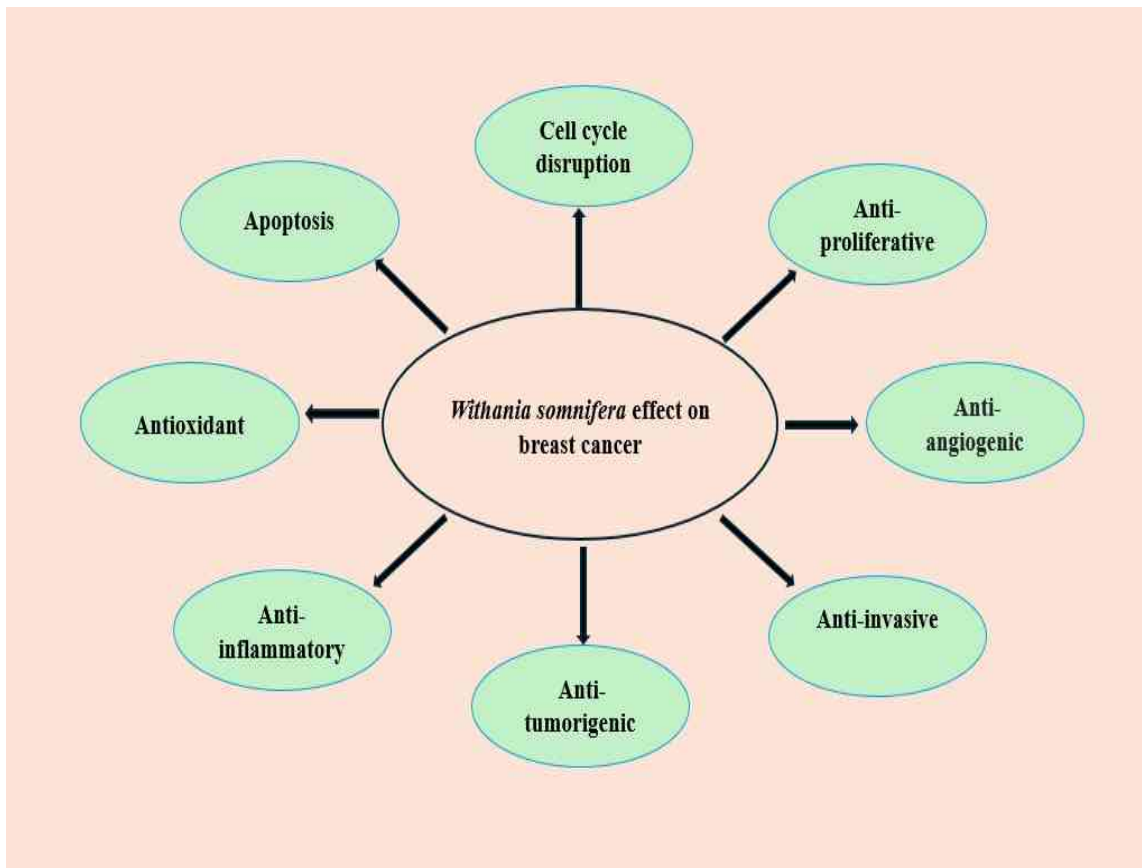 Cell cycle
disruption
Apoptosis
Anti-
proliferative
Withania somnifera effect on
breast cancer
Antioxidant
Anti-
angiogenic
Anti-
inflammatory
Anti-invasive
Anti-
tumorigenic